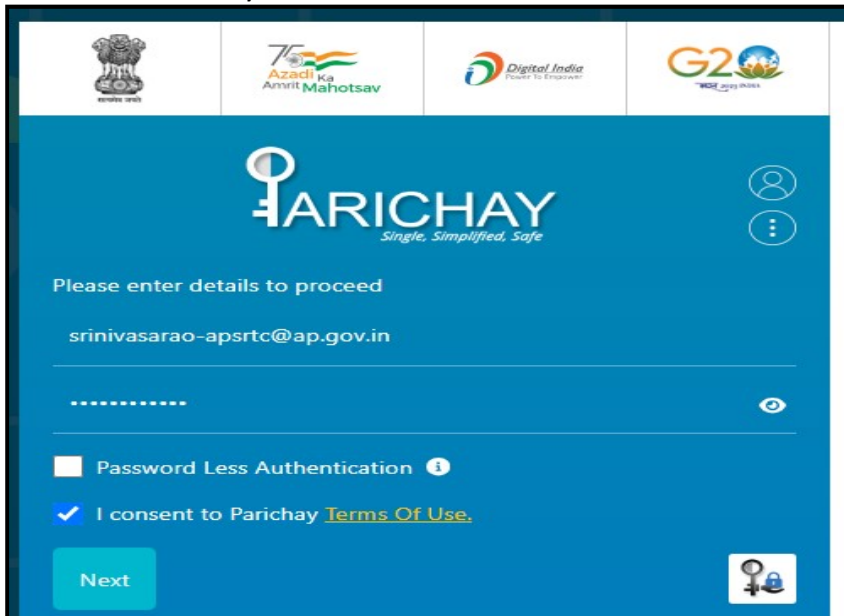 75
Azadi Ka
Amrit Mahotsav
Digital India
Power To Empower
G20
PARICHAY
Single, Simplified, Safe
Please enter details to proceed
srinivasarao-apsrtc@ap.gov.in
••••••••••••
Password Less Authentication
I consent to Parichay Terms Of Use.
Next